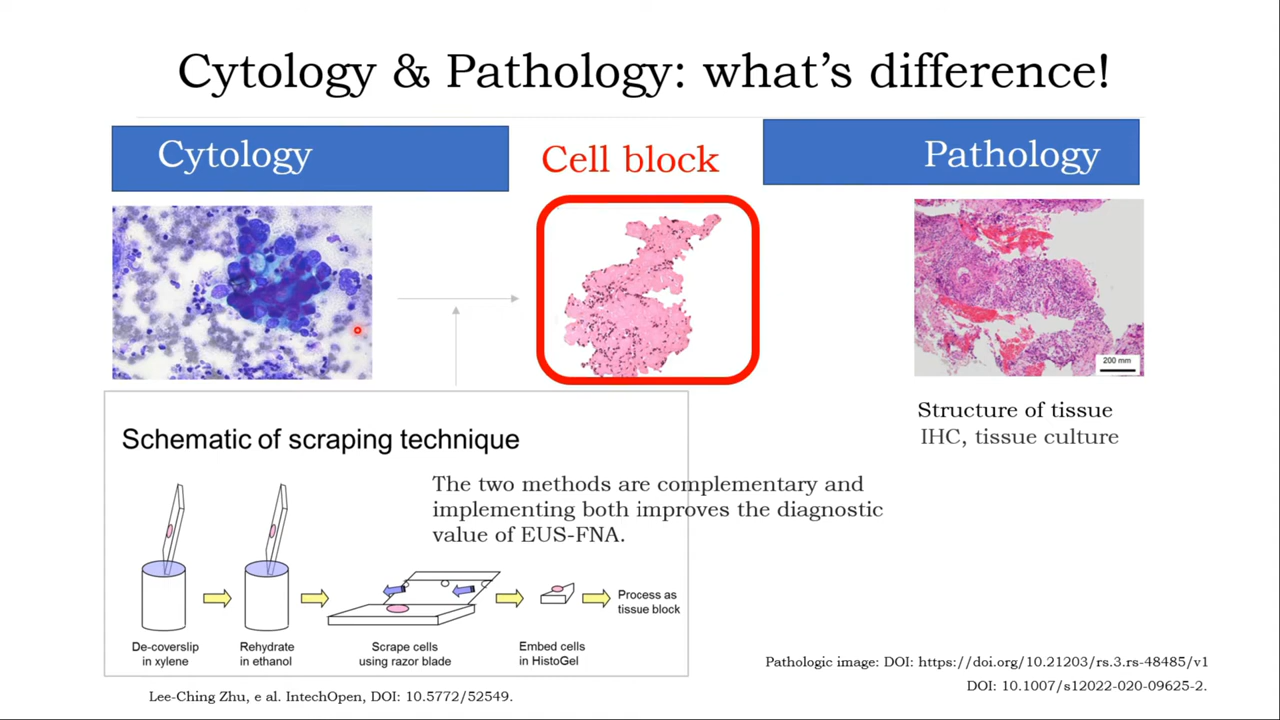 Cytology & Pathology: what's difference!
Cytology
Cell block
Pathology
200 mm
Structure of tissue
IHC, tissue culture
Schematic of scraping technique
The two methods are complementary and
implementing both improves the diagnostic
value of EUS-FNA.
De-coverslip
in xylene
Rehydrate
in ethanol
Scrape cells
using razor blade
Embed cells
in HistoGel
Process as
tissue block
Pathologic image: DOI: https://doi.org/10.21203/rs.3.rs-48485/v1
DOI: 10.1007/s12022-020-09625-2.
Lee-Ching Zhu, e al. IntechOpen, DOI: 10.5772/52549.